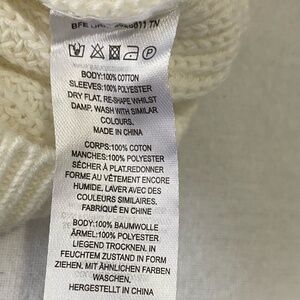 BFE
TN
BODY:100% COTTON
SLEEVES:100% POLYESTER
DRY FLAT, RE-SHAPE WHILST
DAMP. WASH WITH SIMILAR
COLOURS.
MADE IN CHINA
CORPS:100% COTON
MANCHES:100% POLYESTER
SÉCHER À PLAT.REDONNER
FORME AU VÊTEMENT ENCORE
HUMIDE, LAVER AVEC DES
COULEURS SIMILAIRES.
FABRIQUÉ EN CHINE
BODY:100% BAUMWOLLE
ÄRMEL:100% POLYESTER
LIEGEND TROCKNEN, IN
FEUCHTEM ZUSTAND IN FORM
ZIEHEN. MIT ÄHNLICHEN FARBEN
WASCHEN.
HERGESTELLT IN CHINA